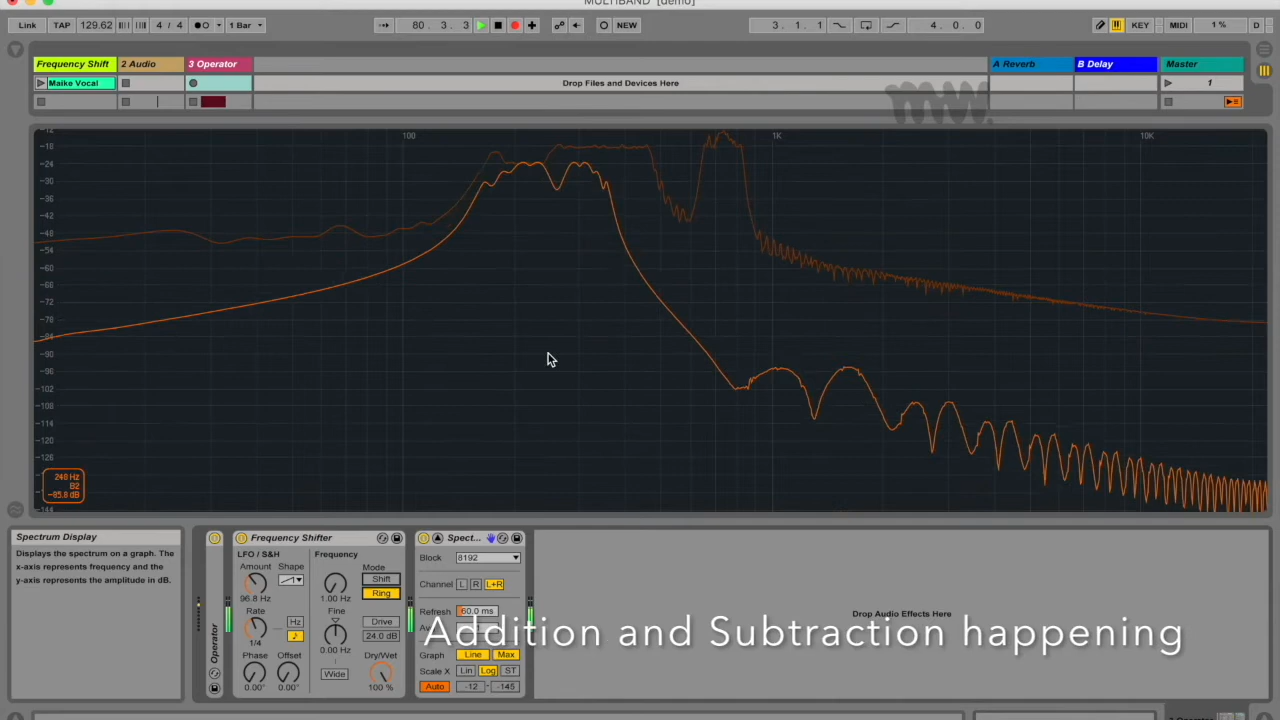 MULTIBAND [demo]
Link TAP 129.62 4 / 4 1 Bar 80. 3. 3 NEW 3. 1. 1 4. 0. 0 KEY MIDI 1 % D
Frequency Shift 2 Audio 3 Operator A Reverb B Delay Master
Maike Vocal Drop Files and Devices Here 1
mw.
-12 100 1K 10K
-18
-24
-30
-36
-42
-48
-54
-60
-66
-72
-78
-84
-90
-96
-102
-108
-114
-120
-126
248 Hz
B2
-85.8 dB
-144
Spectrum Display
Displays the spectrum on a graph. The
x-axis represents frequency and the
y-axis represents the amplitude in dB.
Operator
Frequency Shifter
LFO / S&H Frequency
Amount Shape Mode
96.8 Hz 1.00 Hz Shift
Ring
Rate Hz Fine Drive
1/4 0.00 Hz 24.0 dB
Phase Offset Wide Dry/Wet
0.00° 0.00° 100 %
Spect...
Block 8192
Channel L R L+R
Refresh 60.0 ms
Graph Line Max
Scale X Lin Log ST
Auto -12 -145
Drop Audio Effects Here
Addition and Subtraction happening
3 Operator